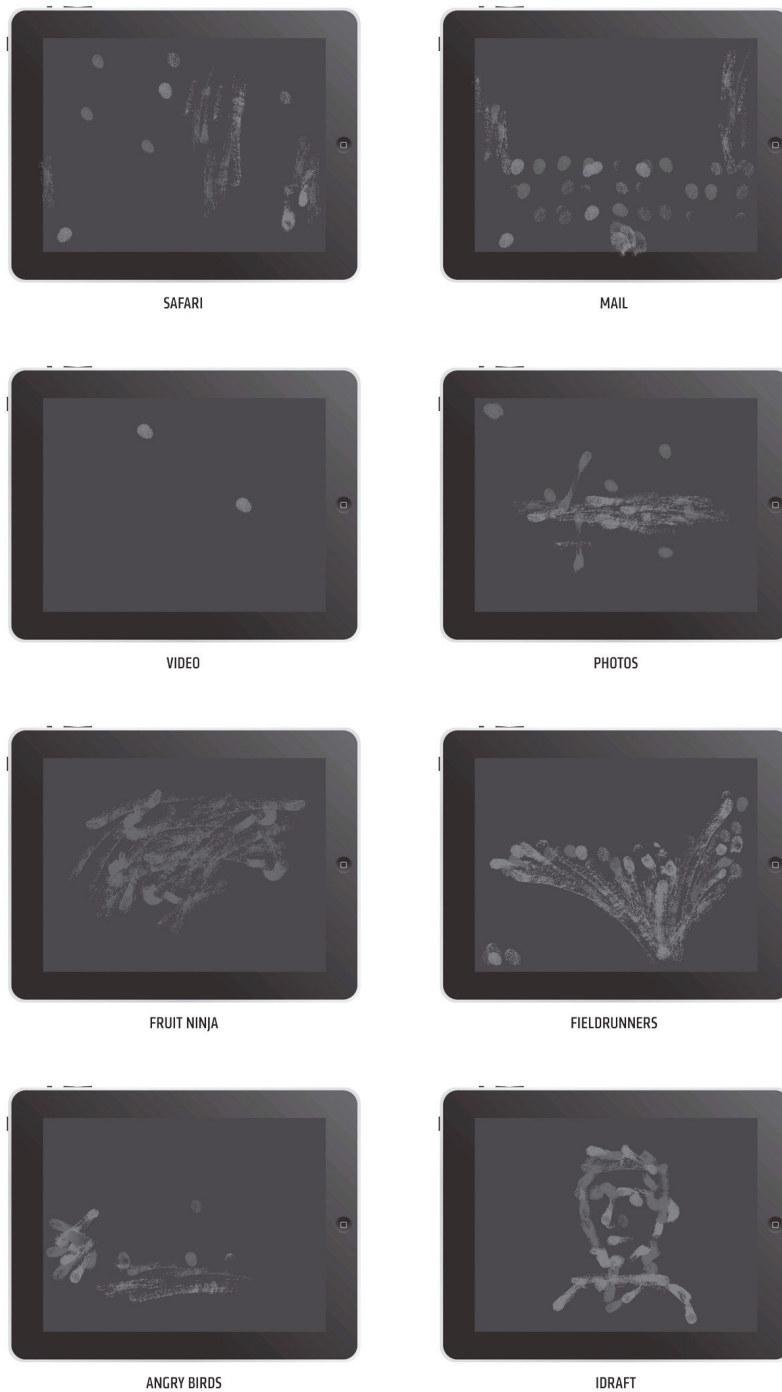 SAFARI
MAIL
VIDEO
PHOTOS
FRUIT NINJA
FIELDRUNNERS
ANGRY BIRDS
IDRAFT